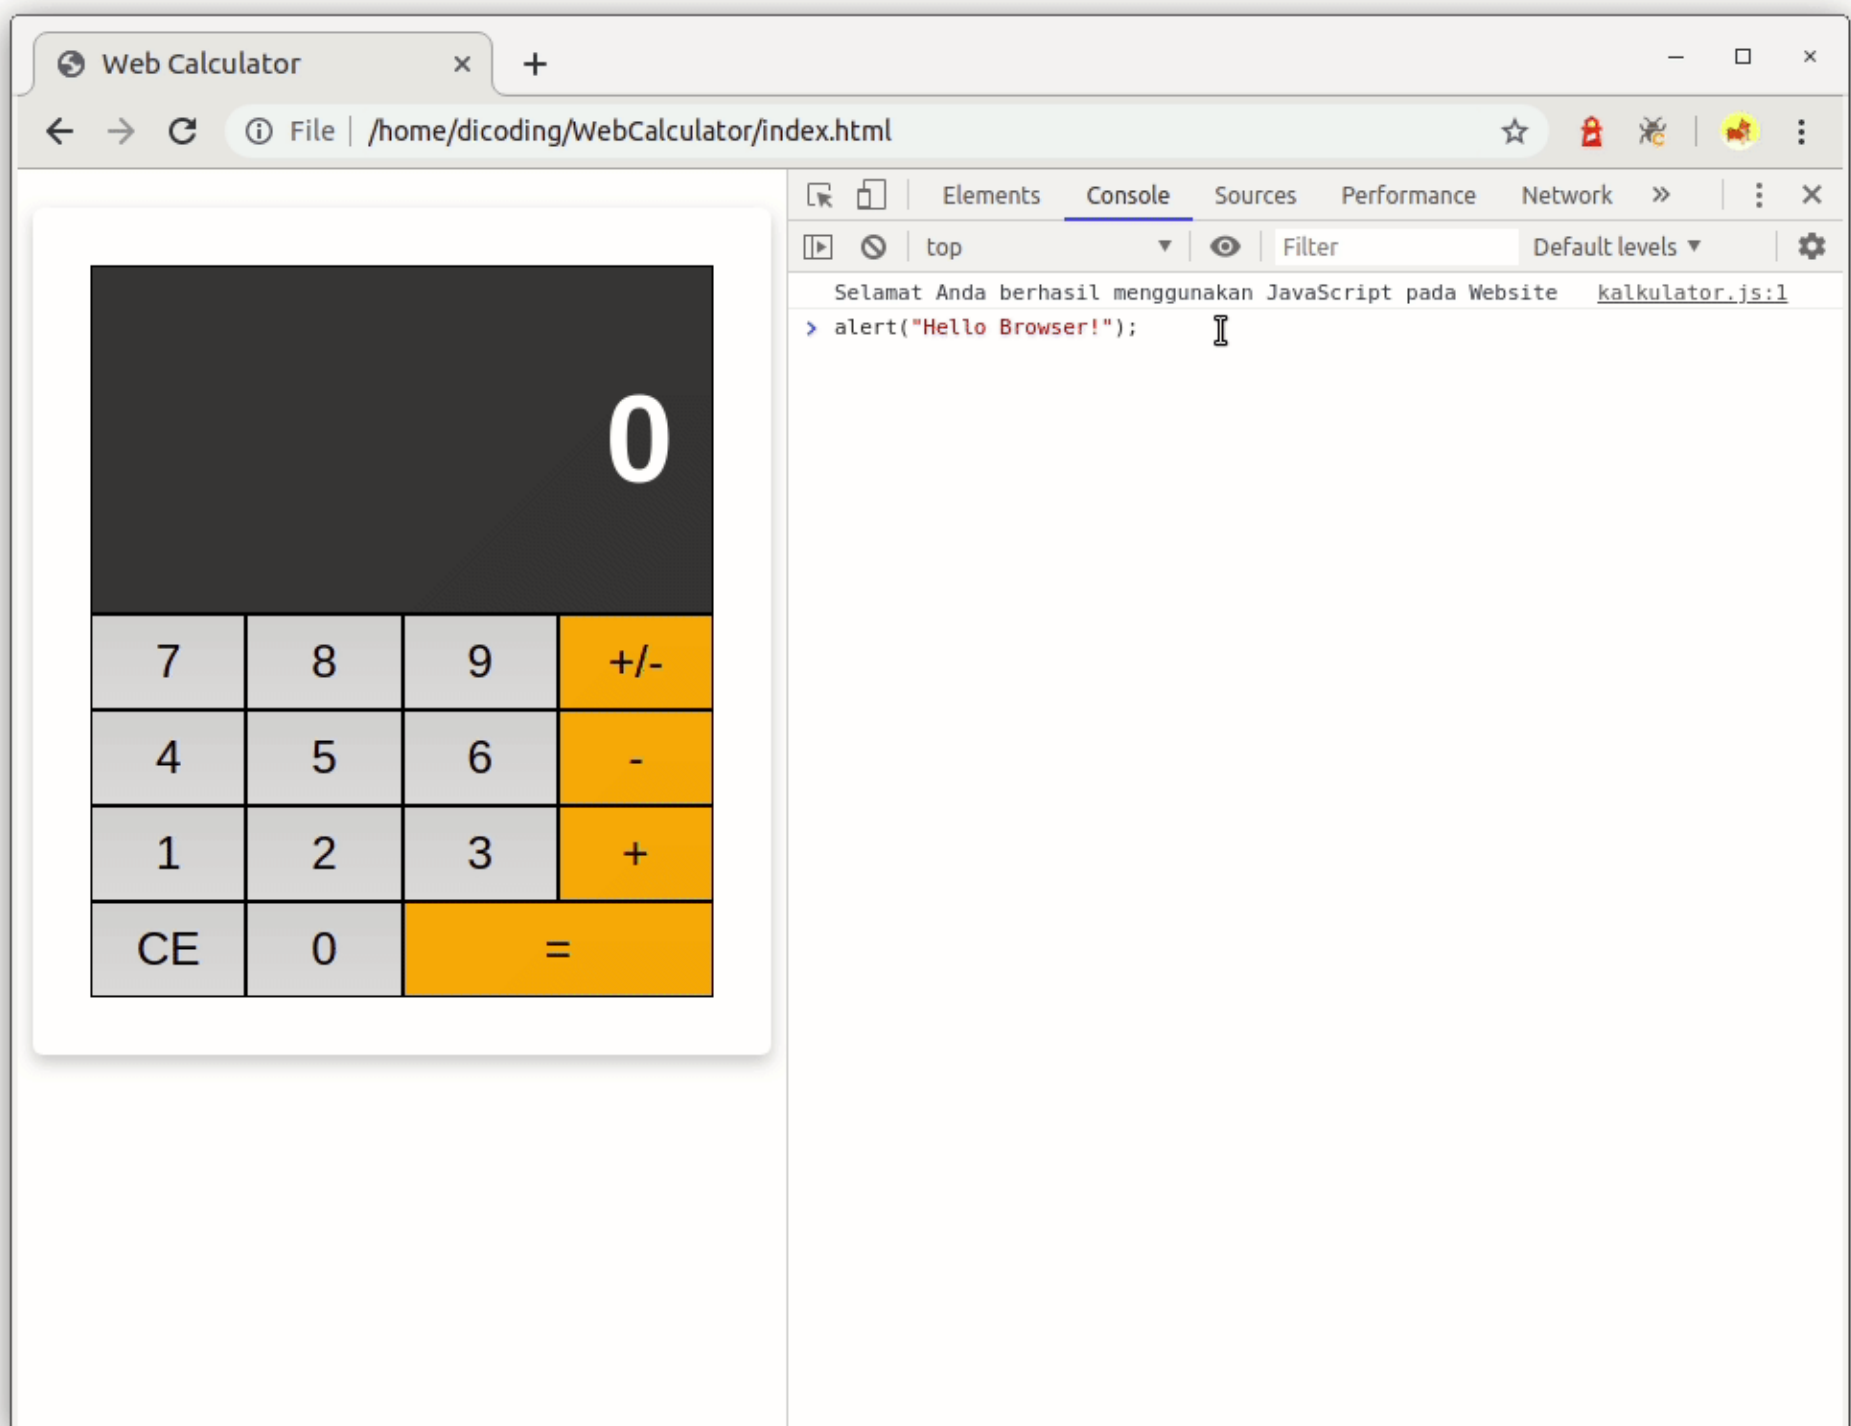 Web Calculator
File /home/dicoding/WebCalculator/index.html
Elements Console Sources Performance Network
top Filter Default levels
Selamat Anda berhasil menggunakan JavaScript pada Website kalkulator.js:1
> alert("Hello Browser!");
0
7 8 9 +/-
4 5 6 -
1 2 3 +
CE 0 =